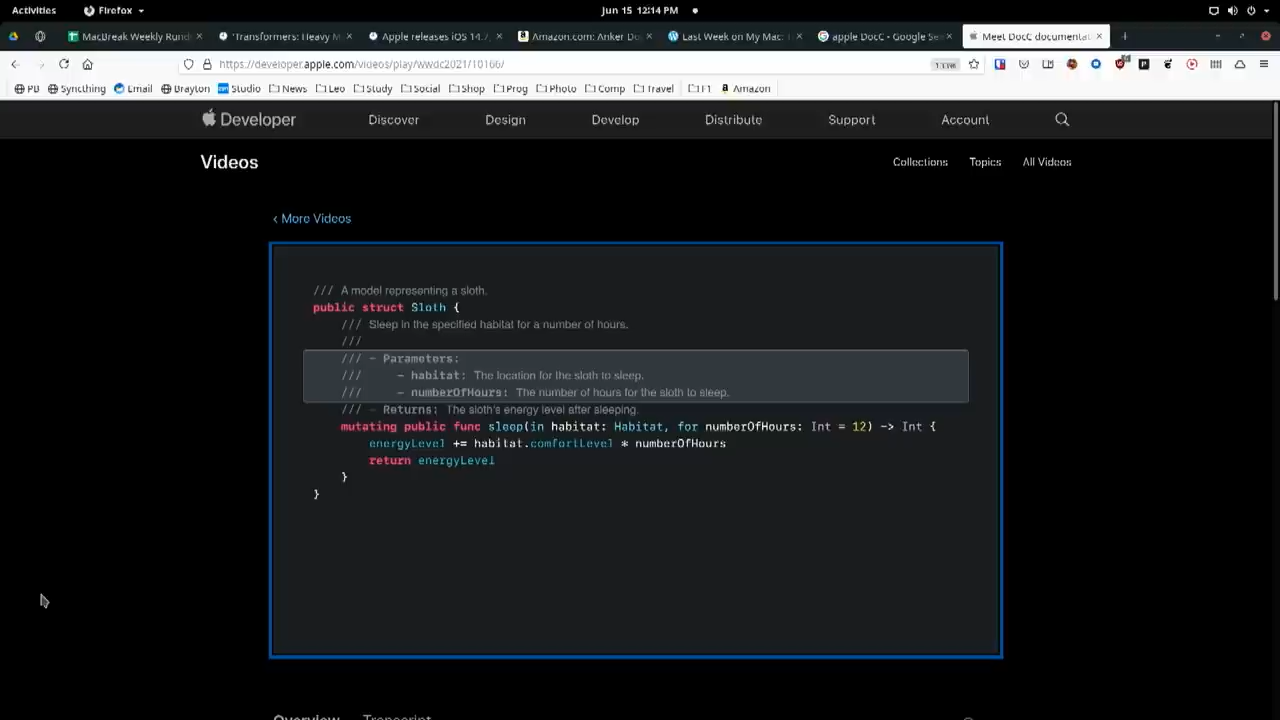 Activities Firefox Jun 15 12:14 PM
MacBreak Weekly Rund 'Transformers: Heavy M Apple releases iOS 14.7 Amazon.com: Anker Do Last Week on My Mac: apple DocC - Google Se Meet DocC documentat
https://developer.apple.com/videos/play/wwdc2021/10166/
PB Syncthing Email Brayton Studio News Leo Study Social Shop Prog Photo Comp Travel F1 Amazon
Developer Discover Design Develop Distribute Support Account
Videos Collections Topics All Videos
‹ More Videos
/// A model representing a sloth.
public struct Sloth {
/// Sleep in the specified habitat for a number of hours.
///
/// - Parameters:
/// - habitat: The location for the sloth to sleep.
/// - numberOfHours: The number of hours for the sloth to sleep.
/// - Returns: The sloth's energy level after sleeping.
mutating public func sleep(in habitat: Habitat, for numberOfHours: Int = 12) -> Int {
energyLevel += habitat.comfortLevel * numberOfHours
return energyLevel
}
}
Overview Transcript